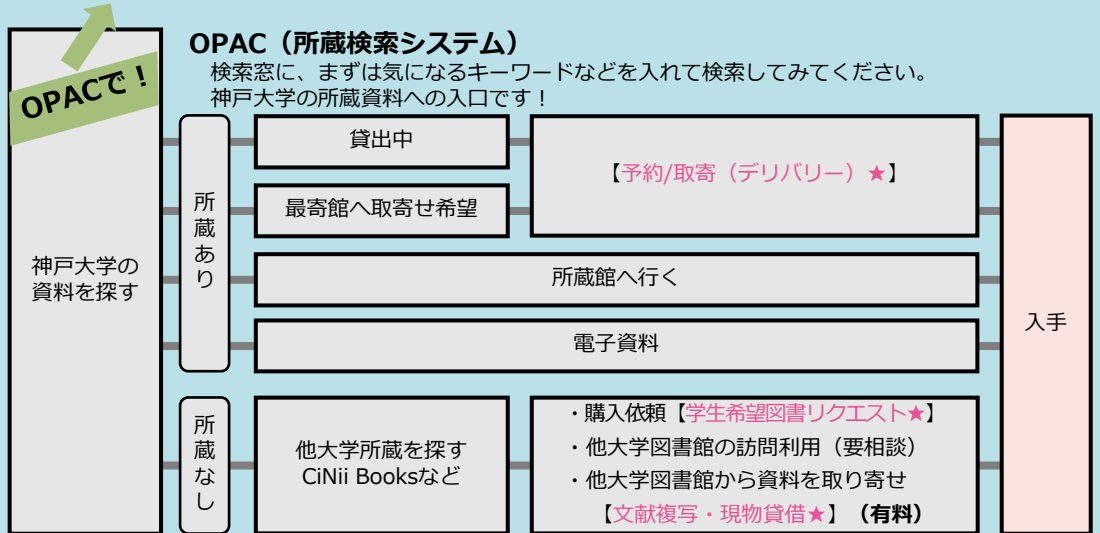 OPAC（所蔵検索システム）
検索窓に、まずは気になるキーワードなどを入れて検索してみてください。
神戸大学の所蔵資料への入口です！
OPACで！
神戸大学の
資料を探す
所蔵あり
貸出中
最寄館へ取寄せ希望
【予約/取寄（デリバリー）★】
所蔵館へ行く
電子資料
所蔵なし
他大学所蔵を探す
CiNii Booksなど
・購入依頼【学生希望図書リクエスト★】
・他大学図書館の訪問利用（要相談）
・他大学図書館から資料を取り寄せ
【文献複写・現物貸借★】（有料）
入手